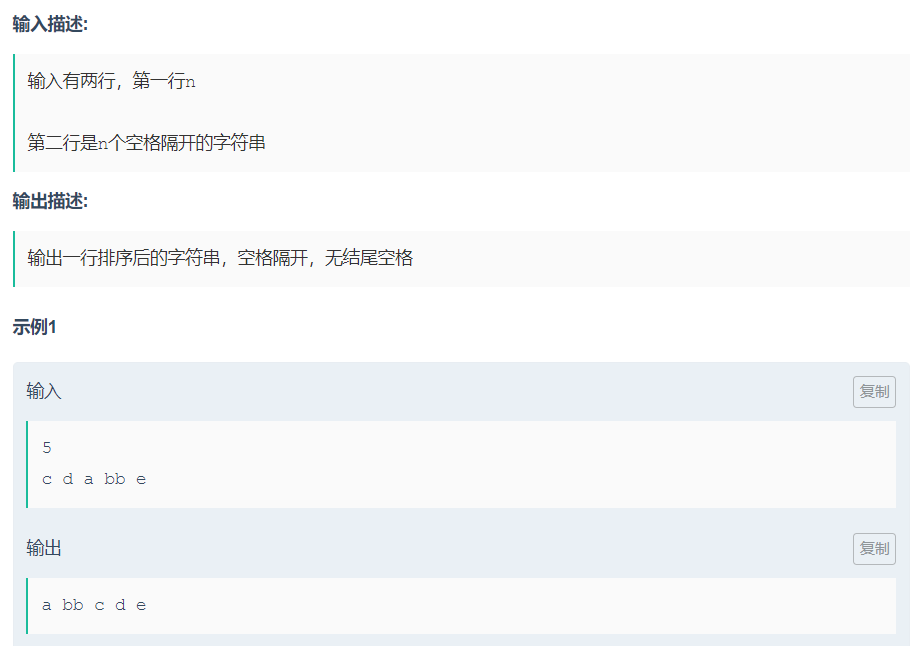 输入描述:
输入有两行，第一行n
第二行是n个空格隔开的字符串
输出描述:
输出一行排序后的字符串，空格隔开，无结尾空格
示例1
输入
复制
5
c d a bb e
输出
复制
a bb c d e